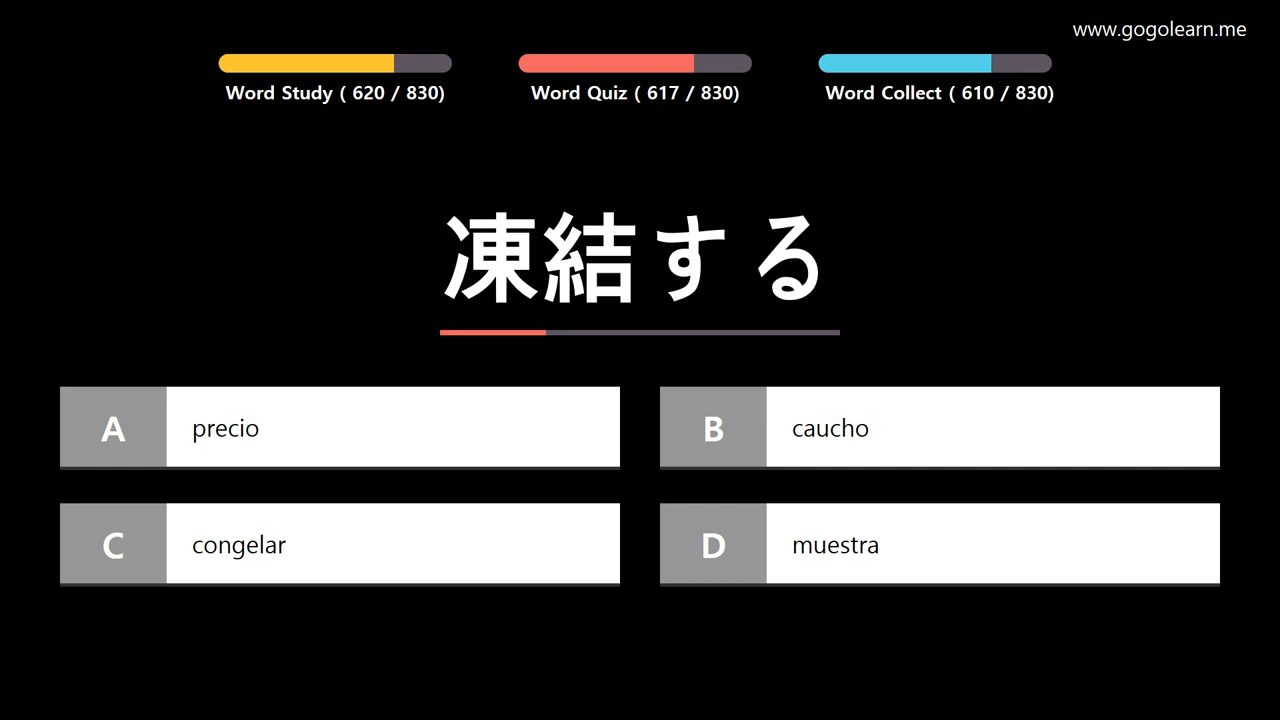 www.gogolearn.me
Word Study ( 620 / 830)
Word Quiz ( 617 / 830)
Word Collect ( 610 / 830)
凍結する
A precio
B caucho
C congelar
D muestra